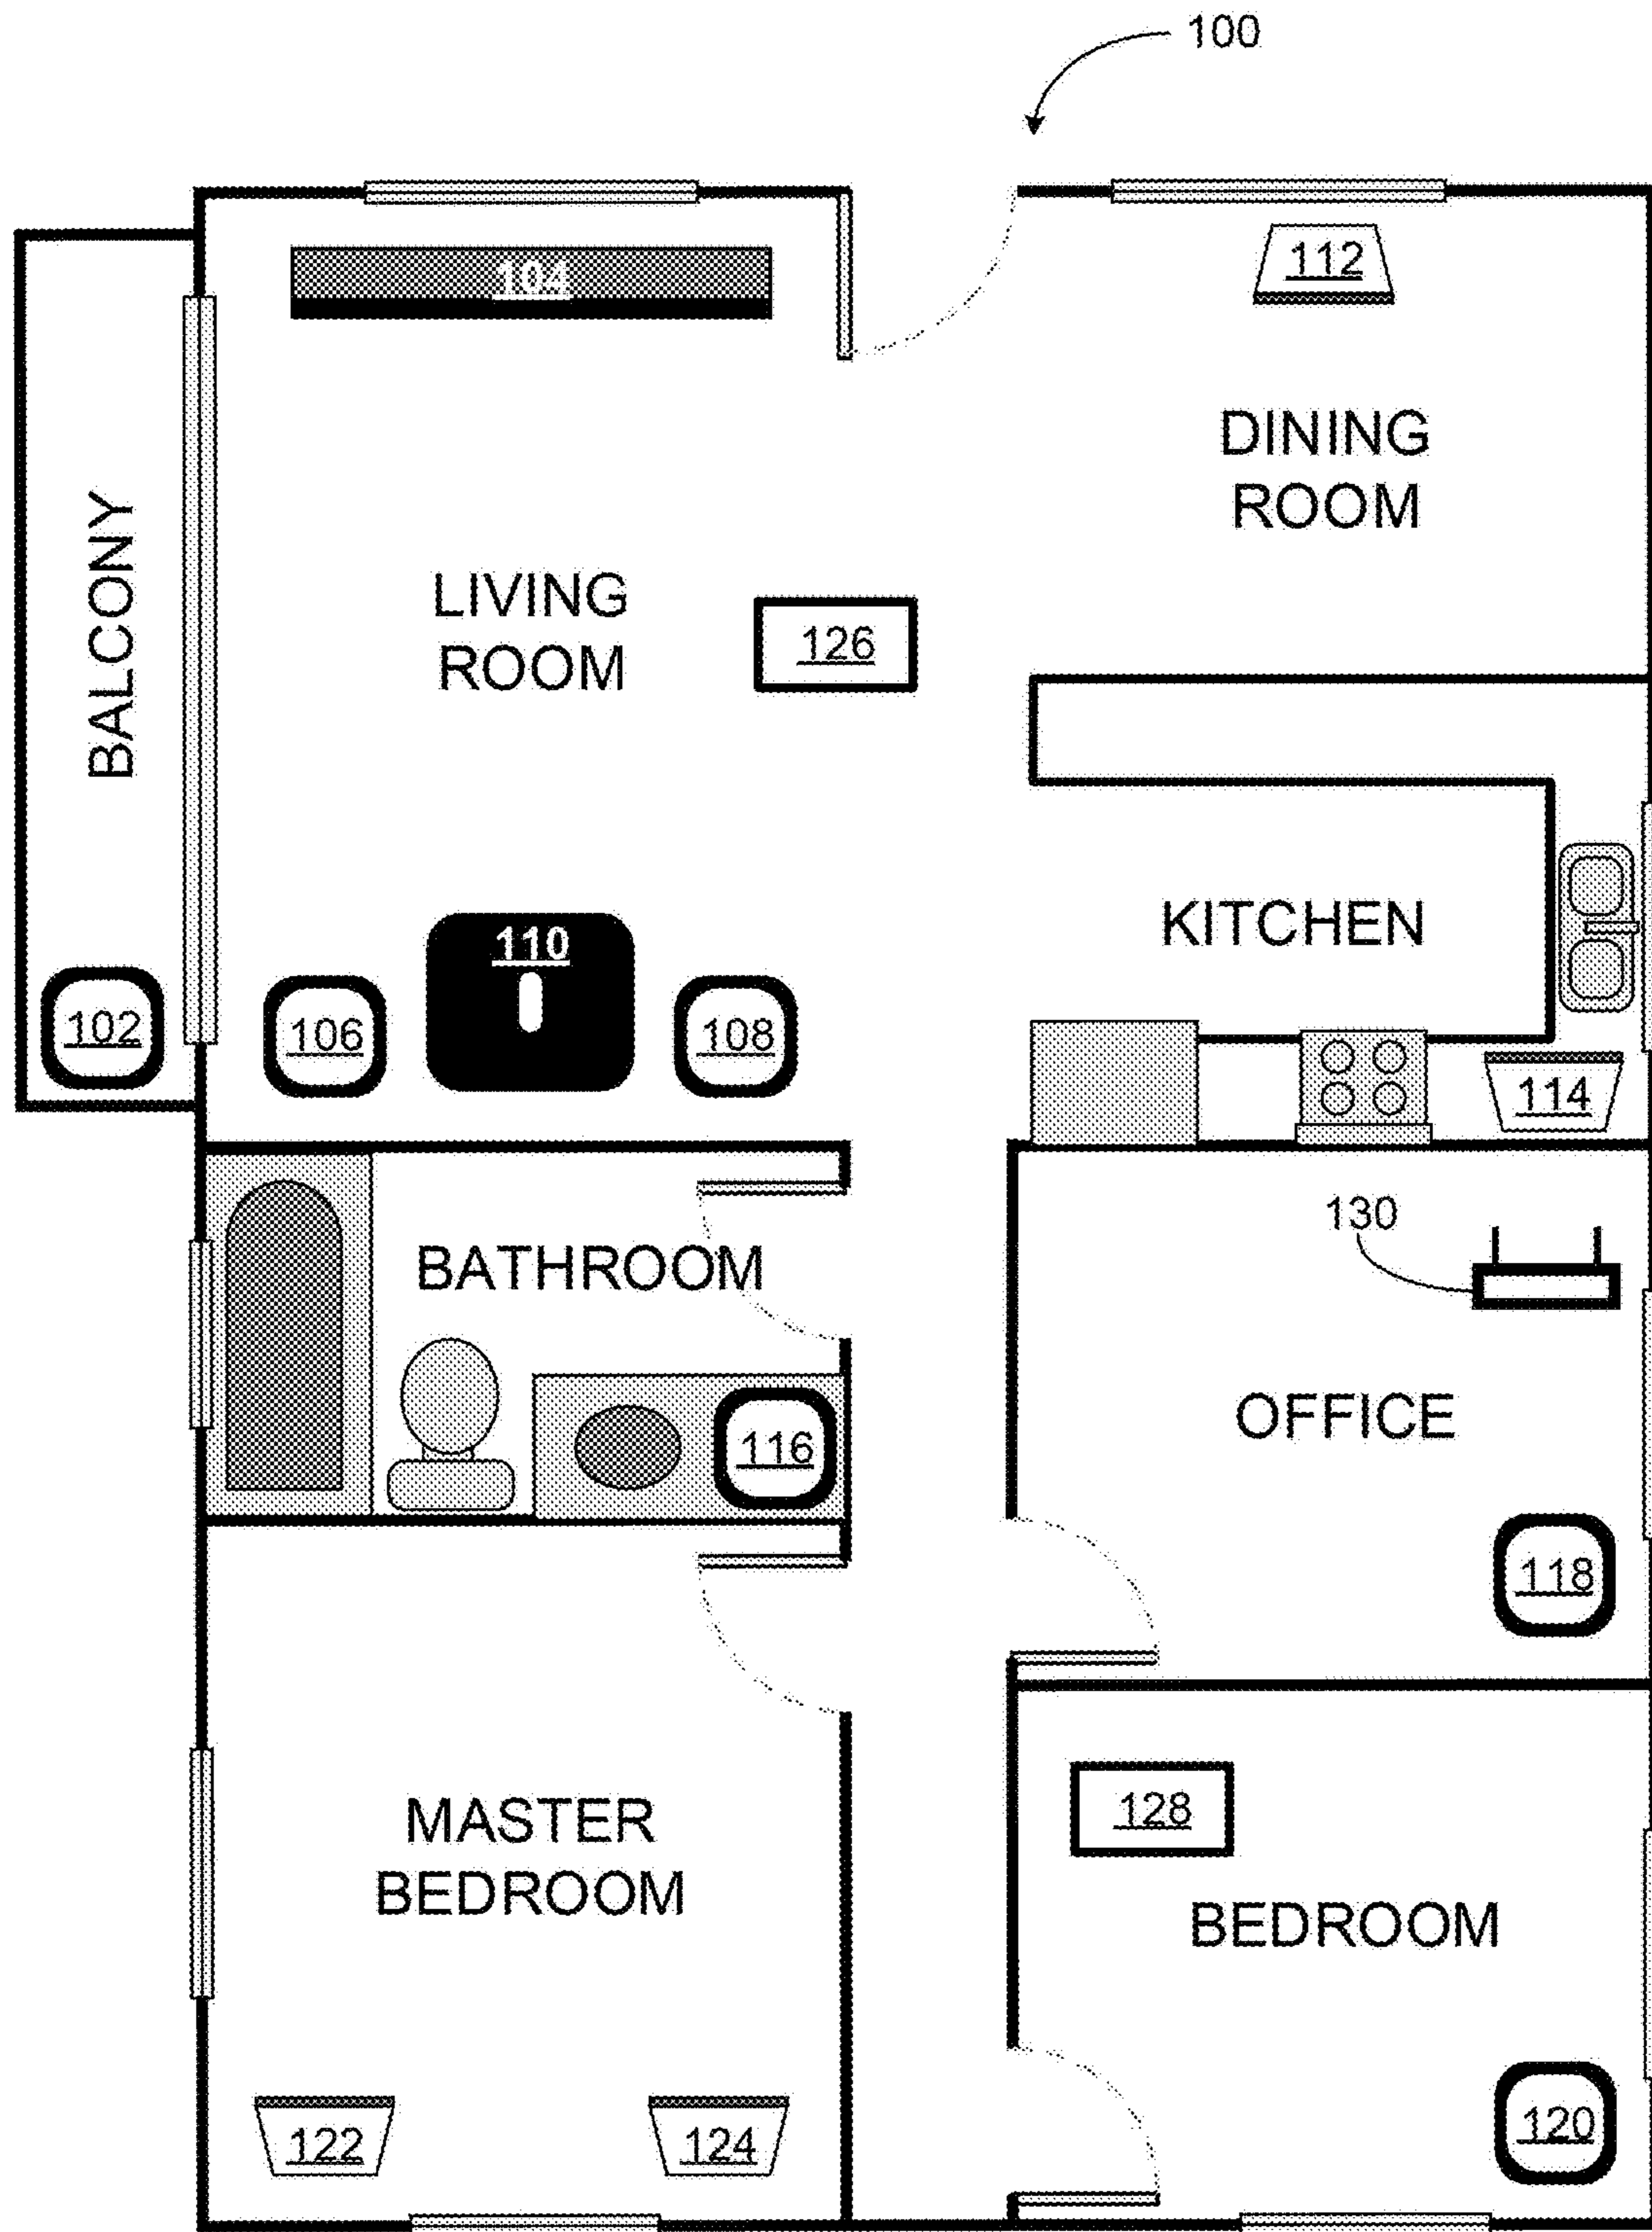 100
104
112
DINING
ROOM
BALCONY
LIVING
ROOM
126
KITCHEN
110
102
106
108
114
130
BATHROOM
OFFICE
116
118
128
MASTER
BEDROOM
BEDROOM
122
124
120